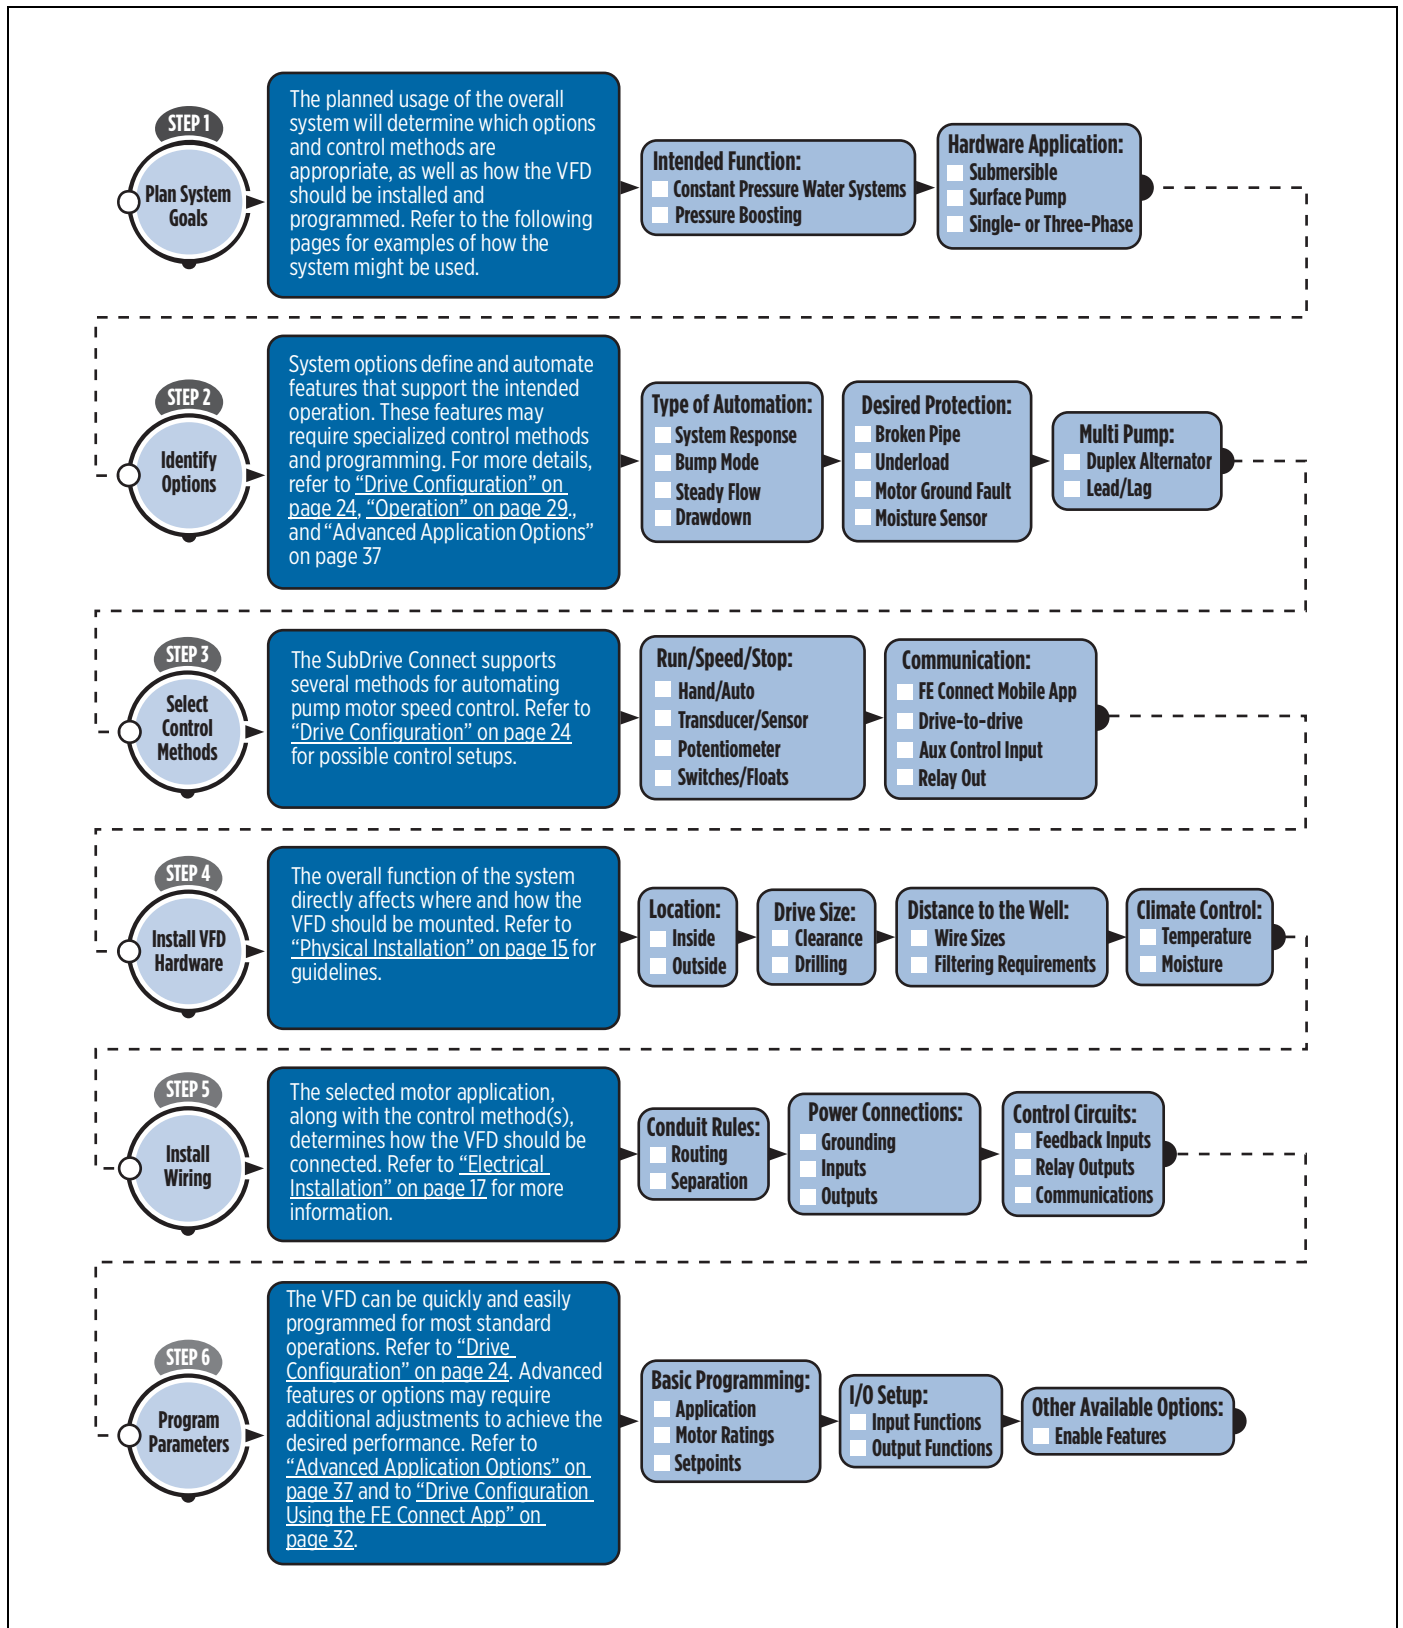 STEP 1
Plan System
Goals
The planned usage of the overall
system will determine which options
and control methods are
appropriate, as well as how the VFD
should be installed and
programmed. Refer to the following
pages for examples of how the
system might be used.
Intended Function:
Constant Pressure Water Systems
Pressure Boosting
Hardware Application:
Submersible
Surface Pump
Single- or Three-Phase
STEP 2
Identify
Options
System options define and automate
features that support the intended
operation. These features may
require specialized control methods
and programming. For more details,
refer to “Drive Configuration” on
page 24, “Operation” on page 29.,
and “Advanced Application Options”
on page 37
Type of Automation:
System Response
Bump Mode
Steady Flow
Drawdown
Desired Protection:
Broken Pipe
Underload
Motor Ground Fault
Moisture Sensor
Multi Pump:
Duplex Alternator
Lead/Lag
STEP 3
Select
Control
Methods
The SubDrive Connect supports
several methods for automating
pump motor speed control. Refer to
“Drive Configuration” on page 24
for possible control setups.
Run/Speed/Stop:
Hand/Auto
Transducer/Sensor
Potentiometer
Switches/Floats
Communication:
FE Connect Mobile App
Drive-to-drive
Aux Control Input
Relay Out
STEP 4
Install VFD
Hardware
The overall function of the system
directly affects where and how the
VFD should be mounted. Refer to
“Physical Installation” on page 15 for
guidelines.
Location:
Inside
Outside
Drive Size:
Clearance
Drilling
Distance to the Well:
Wire Sizes
Filtering Requirements
Climate Control:
Temperature
Moisture
STEP 5
Install
Wiring
The selected motor application,
along with the control method(s),
determines how the VFD should be
connected. Refer to “Electrical
Installation” on page 17 for more
information.
Conduit Rules:
Routing
Separation
Power Connections:
Grounding
Inputs
Outputs
Control Circuits:
Feedback Inputs
Relay Outputs
Communications
STEP 6
Program
Parameters
The VFD can be quickly and easily
programmed for most standard
operations. Refer to “Drive
Configuration” on page 24. Advanced
features or options may require
additional adjustments to achieve the
desired performance. Refer to
“Advanced Application Options” on
page 37 and to “Drive Configuration
Using the FE Connect App” on
page 32.
Basic Programming:
Application
Motor Ratings
Setpoints
I/O Setup:
Input Functions
Output Functions
Other Available Options:
Enable Features